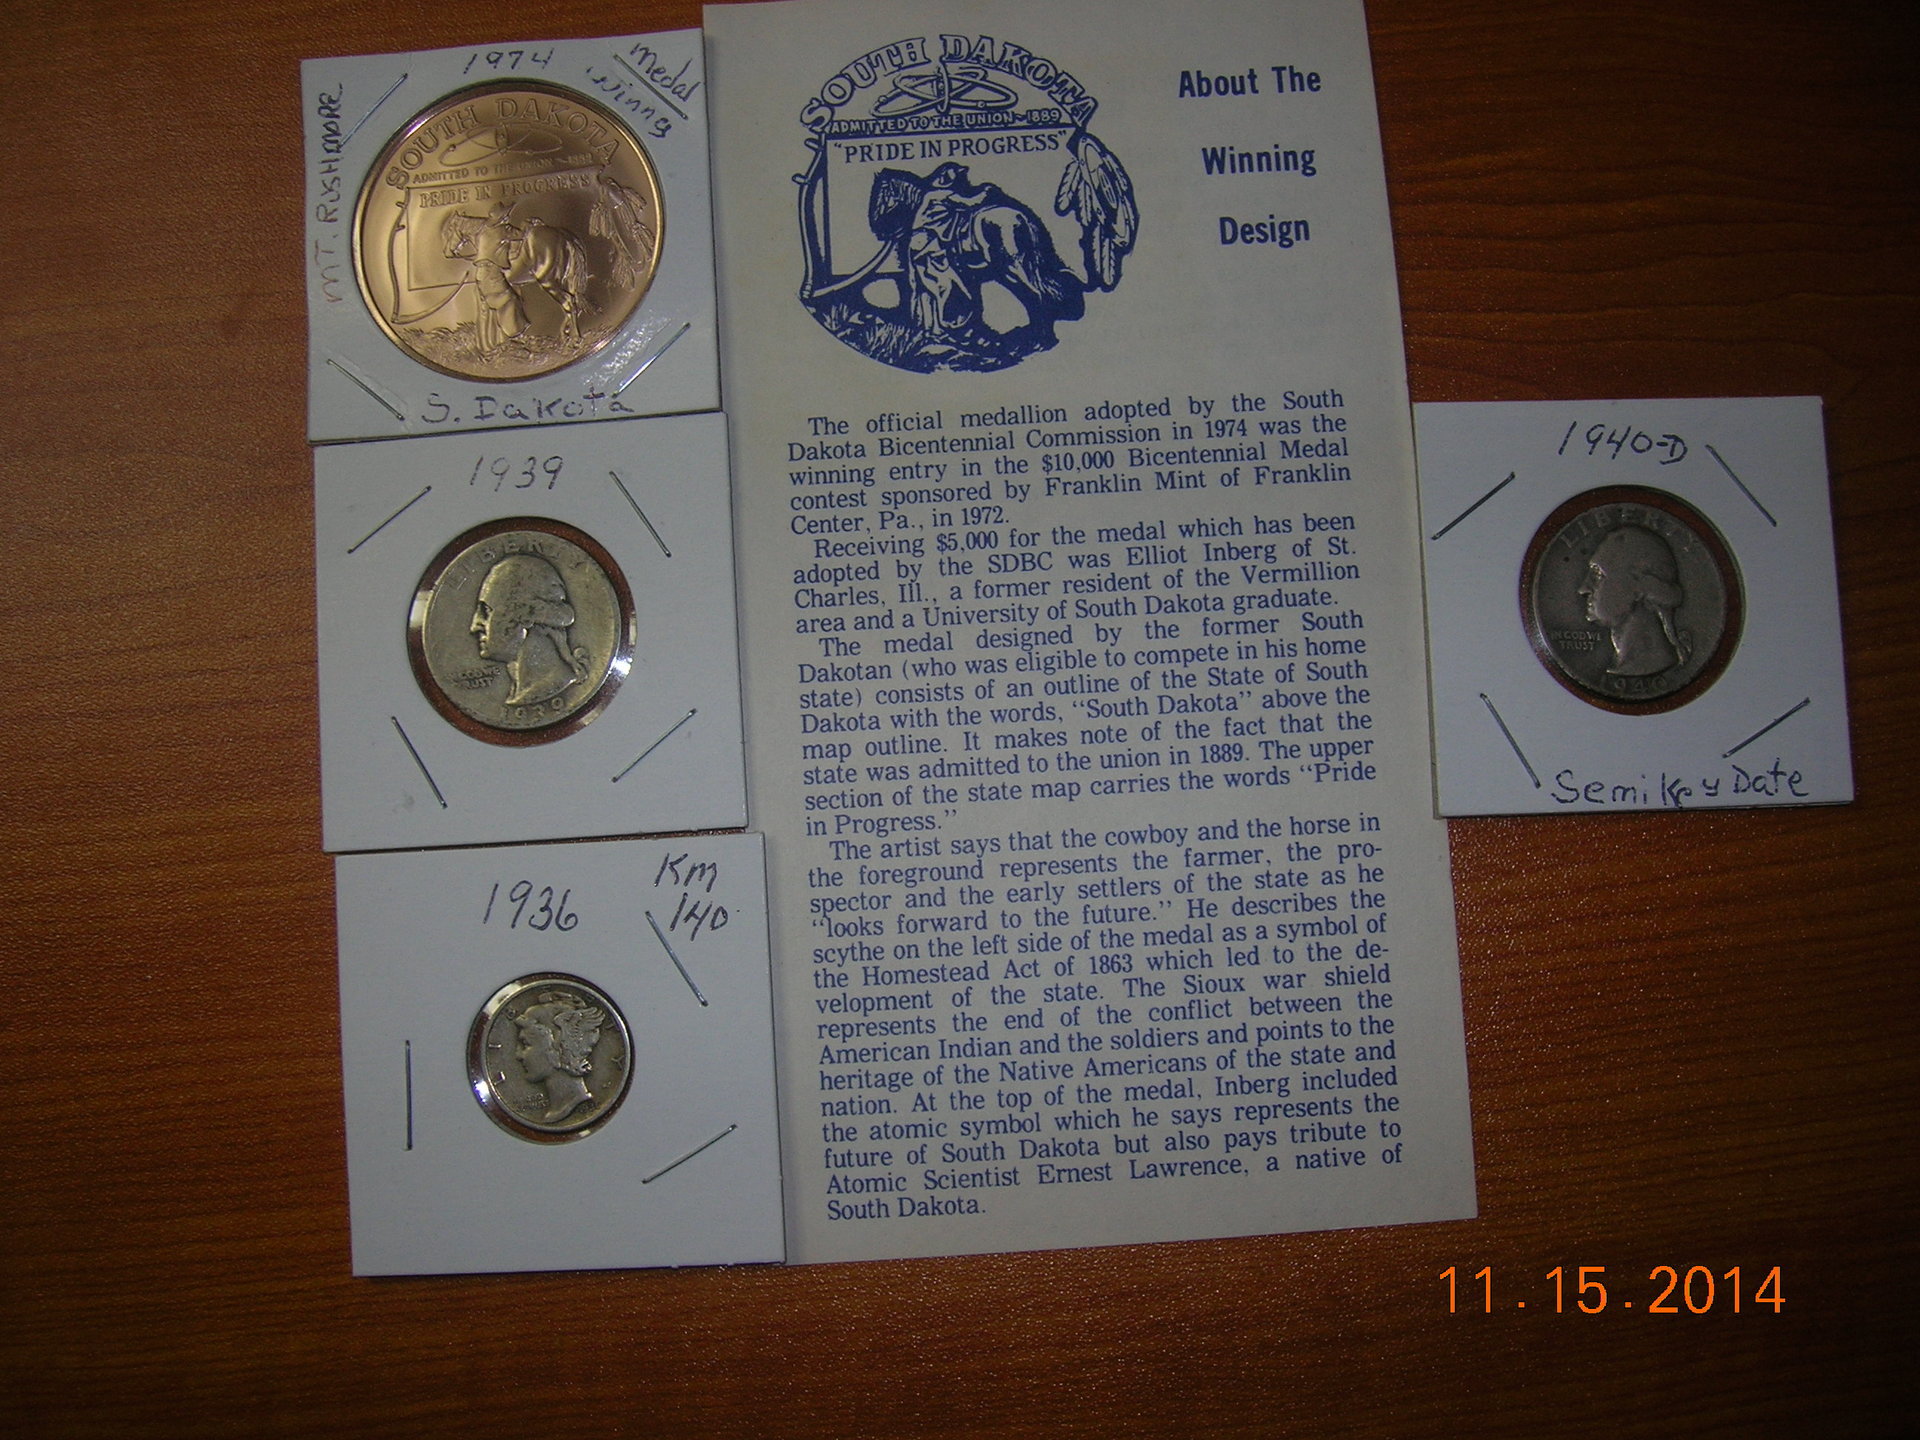 1974
Medal
Winng
MT. RUSHMORE
SOUTH DAKOTA
ADMITTED TO THE UNION~1889
PRIDE IN PROGRESS
S. Dakota
1939
LIBERTY
IN GOD WE
TRUST
1939
1936
Km
140
SOUTH DAKOTA
ADMITTED TO THE UNION~1889
"PRIDE IN PROGRESS"
About The
Winning
Design
The official medallion adopted by the South
Dakota Bicentennial Commission in 1974 was the
winning entry in the $10,000 Bicentennial Medal
contest sponsored by Franklin Mint of Franklin
Center, Pa., in 1972.
Receiving $5,000 for the medal which has been
adopted by the SDBC was Elliot Inberg of St.
Charles, Ill., a former resident of the Vermillion
area and a University of South Dakota graduate.
The medal designed by the former South
Dakotan (who was eligible to compete in his home
state) consists of an outline of the State of South
Dakota with the words, "South Dakota" above the
map outline. It makes note of the fact that the
state was admitted to the union in 1889. The upper
section of the state map carries the words "Pride
in Progress."
The artist says that the cowboy and the horse in
the foreground represents the farmer, the pro-
spector and the early settlers of the state as he
"looks forward to the future." He describes the
scythe on the left side of the medal as a symbol of
the Homestead Act of 1863 which led to the de-
velopment of the state. The Sioux war shield
represents the end of the conflict between the
American Indian and the soldiers and points to the
heritage of the Native Americans of the state and
nation. At the top of the medal, Inberg included
the atomic symbol which he says represents the
future of South Dakota but also pays tribute to
Atomic Scientist Ernest Lawrence, a native of
South Dakota.
1940-D
LIBERTY
IN GOD WE
TRUST
1940
Semi Key Date
11.15.2014